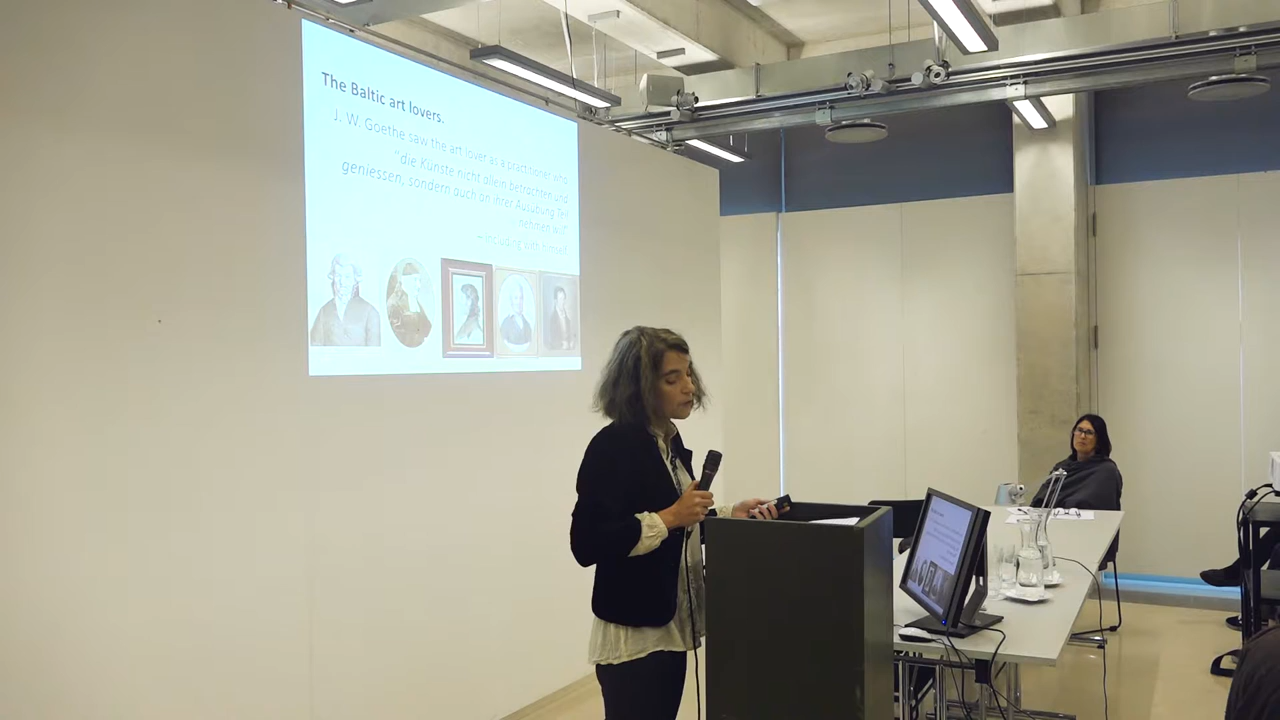 The Baltic art lovers.
J. W. Goethe saw the art lover as a practitioner who
"die Künste nicht allein betrachten und
geniessen, sondern auch an ihrer Ausübung Teil
nehmen will"
–including with himself